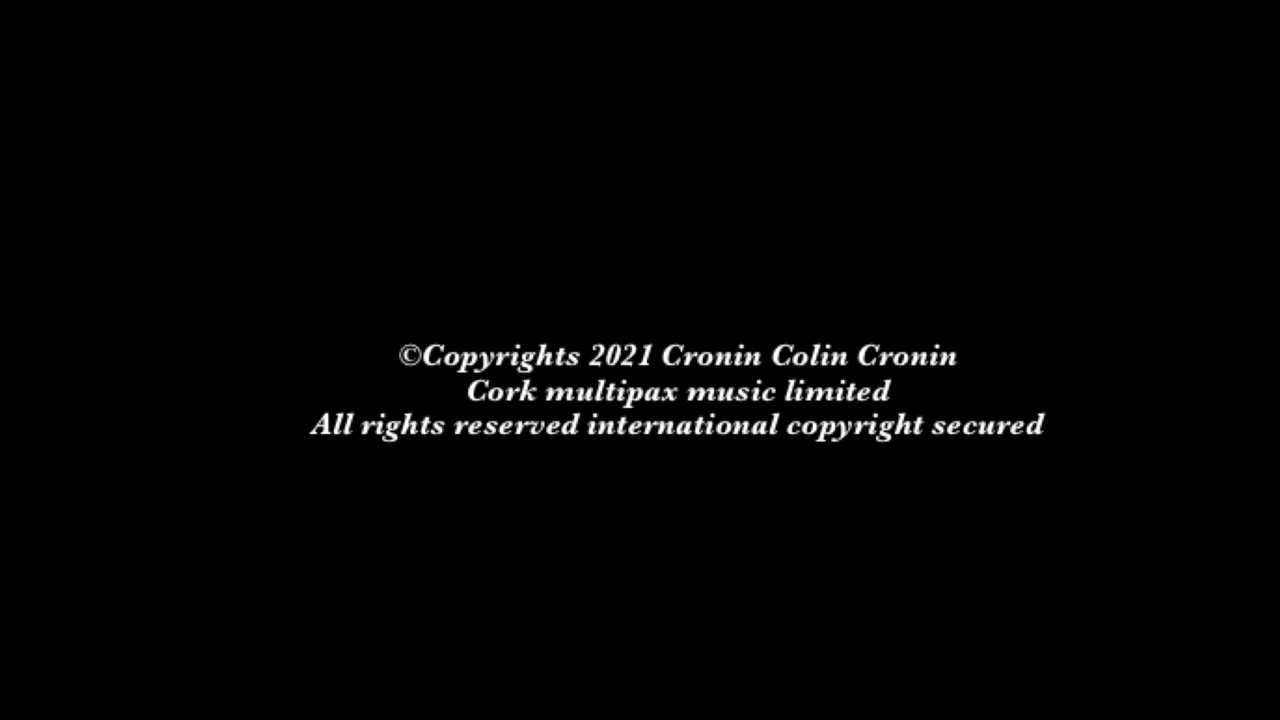 ©Copyrights 2021 Cronin Colin Cronin
Cork multipax music limited
All rights reserved international copyright secured